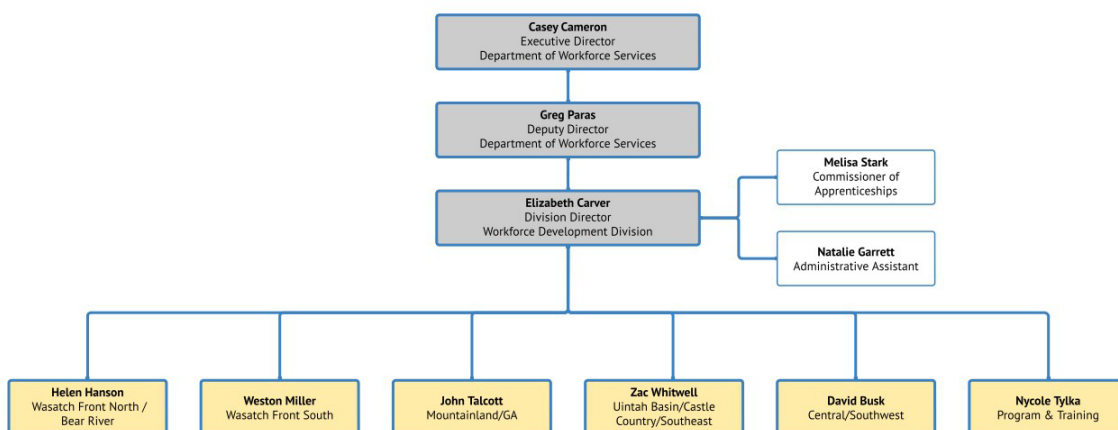 Casey Cameron
Executive Director
Department of Workforce Services
Greg Paras
Deputy Director
Department of Workforce Services
Melisa Stark
Commissioner of
Apprenticeships
Elizabeth Carver
Division Director
Workforce Development Division
Natalie Garrett
Administrative Assistant
Helen Hanson
Wasatch Front North /
Bear River
Weston Miller
Wasatch Front South
John Talcott
Mountainland/GA
Zac Whitwell
Uintah Basin/Castle
Country/Southeast
David Busk
Central/Southwest
Nycole Tylka
Program & Training